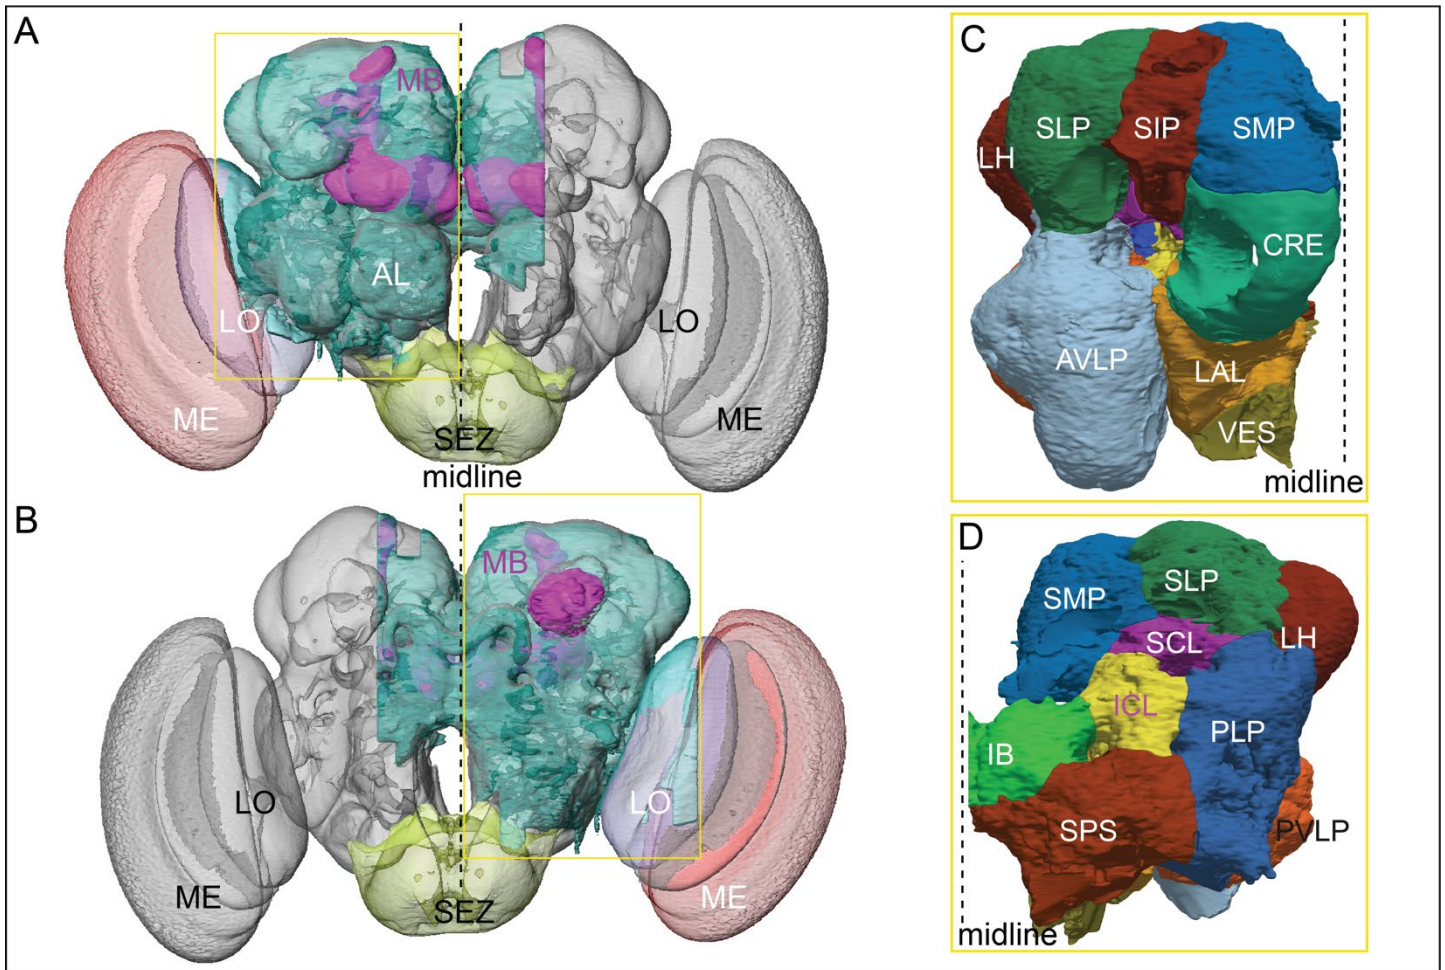 A
MB
AL
LO
ME
SEZ
midline
LO
ME
B
MB
LO
ME
SEZ
LO
ME
C
SLP
SIP
SMP
LH
CRE
AVLP
LAL
VES
midline
D
SLP
SMP
SCL
LH
ICL
IB
PLP
SPS
PVLP
midline